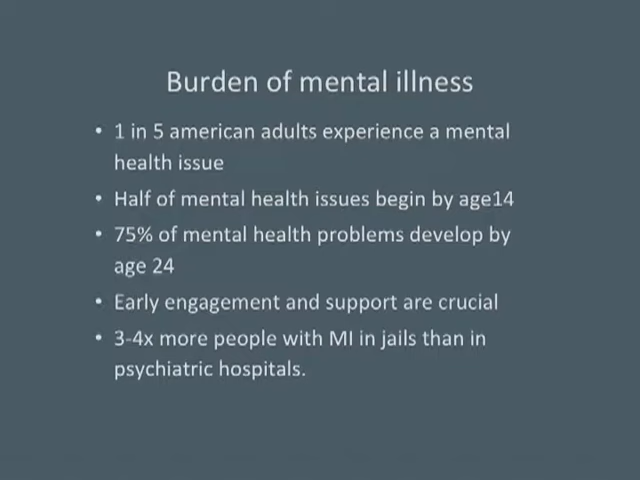 Burden of mental illness
• 1 in 5 american adults experience a mental
health issue
• Half of mental health issues begin by age14
• 75% of mental health problems develop by
age 24
• Early engagement and support are crucial
• 3-4x more people with MI in jails than in
psychiatric hospitals.